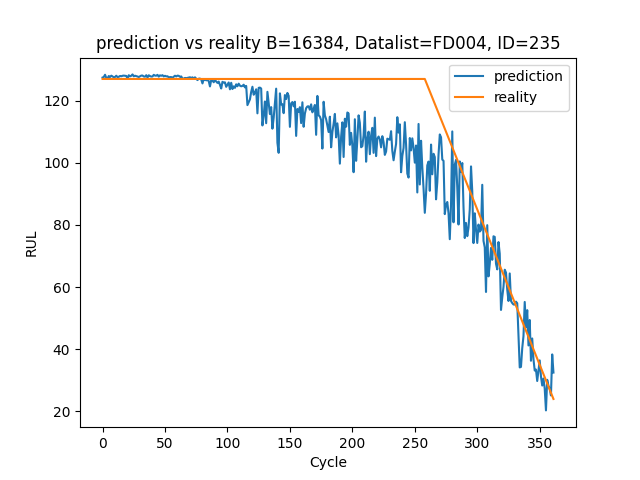 prediction vs reality B=16384, Datalist=FD004, ID=235
prediction
reality
RUL
120
100
80
60
40
20
0 50 100 150 200 250 300 350
Cycle